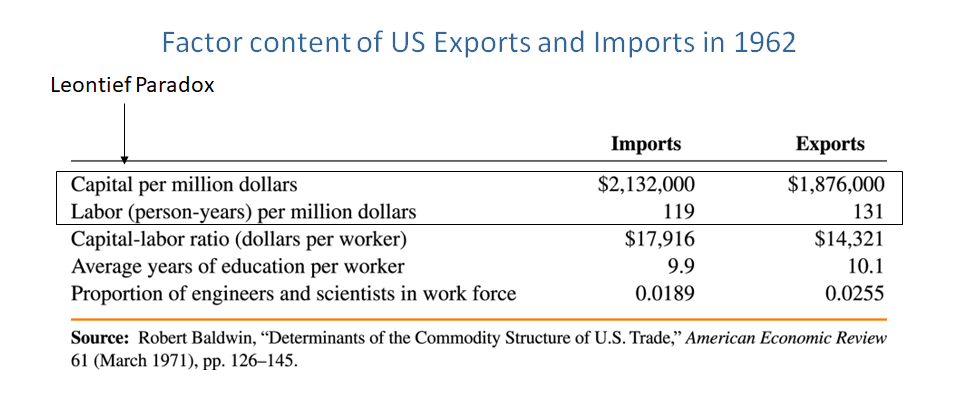 Factor content of US Exports and Imports in 1962
Leontief Paradox
Imports Exports
Capital per million dollars $2,132,000 $1,876,000
Labor (person-years) per million dollars 119 131
Capital-labor ratio (dollars per worker) $17,916 $14,321
Average years of education per worker 9.9 10.1
Proportion of engineers and scientists in work force 0.0189 0.0255
Source: Robert Baldwin, “Determinants of the Commodity Structure of U.S. Trade,” American Economic Review
61 (March 1971), pp. 126–145.